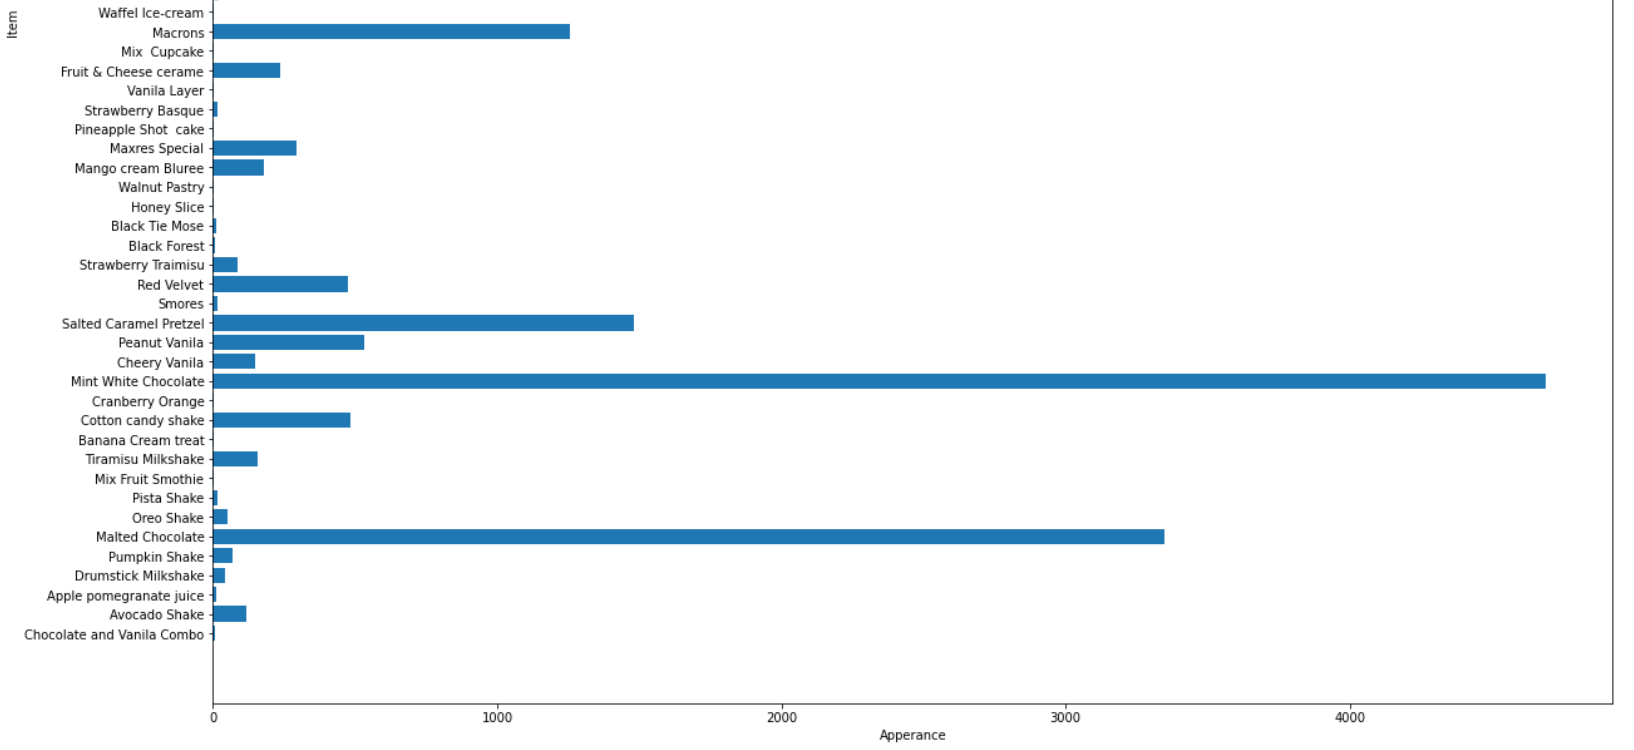 Item
Waffel Ice-cream
Macrons
Mix  Cupcake
Fruit & Cheese cerame
Vanila Layer
Strawberry Basque
Pineapple Shot  cake
Maxres Special
Mango cream Bluree
Walnut Pastry
Honey Slice
Black Tie Mose
Black Forest
Strawberry Traimisu
Red Velvet
Smores
Salted Caramel Pretzel
Peanut Vanila
Cheery Vanila
Mint White Chocolate
Cranberry Orange
Cotton candy shake
Banana Cream treat
Tiramisu Milkshake
Mix Fruit Smothie
Pista Shake
Oreo Shake
Malted Chocolate
Pumpkin Shake
Drumstick Milkshake
Apple pomegranate juice
Avocado Shake
Chocolate and Vanila Combo
0 1000 2000 3000 4000
Apperance